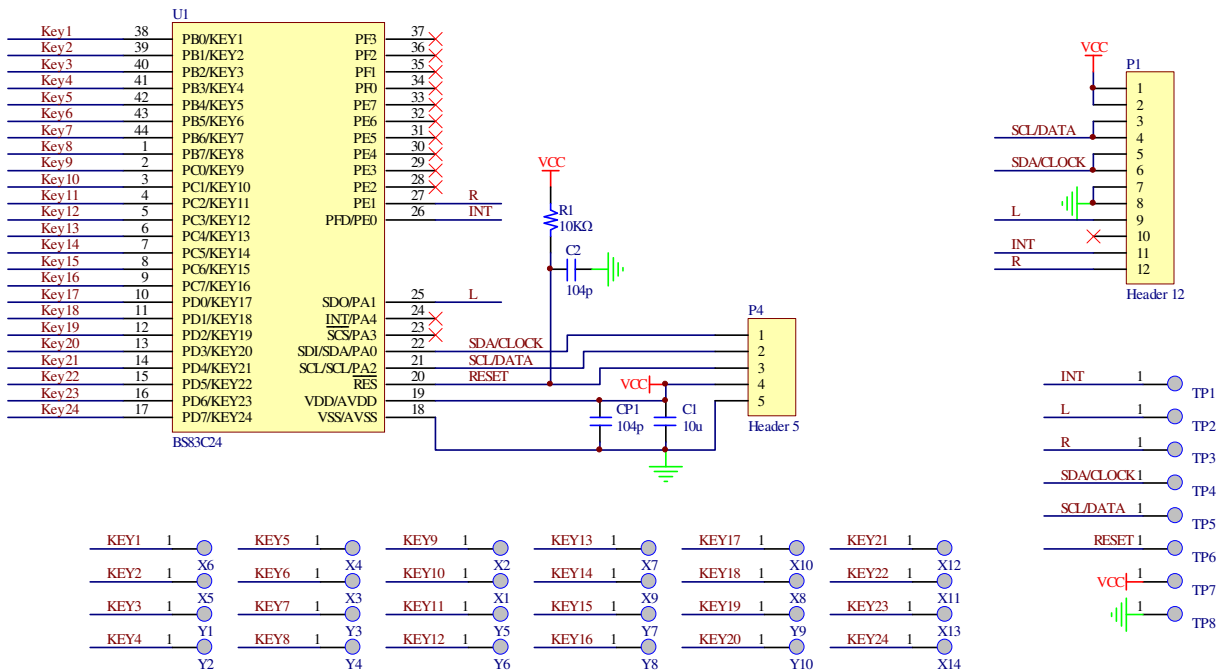 U1
Key1 38 PB0/KEY1 PF3 37
Key2 39 PB1/KEY2 PF2 36
Key3 40 PB2/KEY3 PF1 35
Key4 41 PB3/KEY4 PF0 34
Key5 42 PB4/KEY5 PE7 33
Key6 43 PB5/KEY6 PE6 32
Key7 44 PB6/KEY7 PE5 31
Key8 1 PB7/KEY8 PE4 30
Key9 2 PC0/KEY9 PE3 29
Key10 3 PC1/KEY10 PE2 28
Key11 4 PC2/KEY11 PE1 27 R
Key12 5 PC3/KEY12 PFD/PE0 26 INT
Key13 6 PC4/KEY13
Key14 7 PC5/KEY14
Key15 8 PC6/KEY15
Key16 9 PC7/KEY16
Key17 10 PD0/KEY17 SDO/PA1 25 L
Key18 11 PD1/KEY18 INT/PA4 24
Key19 12 PD2/KEY19 SCS/PA3 23
Key20 13 PD3/KEY20 SDI/SDA/PA0 22 SDA/CLOCK
Key21 14 PD4/KEY21 SCL/SCL/PA2 21 SCL/DATA
Key22 15 PD5/KEY22 RES 20 RESET
Key23 16 PD6/KEY23 VDD/AVDD 19
Key24 17 PD7/KEY24 VSS/AVSS 18
BS83C24
VCC
R1
10KΩ
C2
104p
P4
1
2
3
VCC 4
5
Header 5
CP1
104p
C1
10u
VCC
P1
1
2
3
SCL/DATA 4
5
SDA/CLOCK 6
7
8
L 9
10
INT 11
R 12
Header 12
INT 1 TP1
L 1 TP2
R 1 TP3
SDA/CLOCK 1 TP4
SCL/DATA 1 TP5
RESET 1 TP6
VCC 1 TP7
1 TP8
KEY1 1 X6 KEY5 1 X4 KEY9 1 X2 KEY13 1 X7 KEY17 1 X10 KEY21 1 X12
KEY2 1 X5 KEY6 1 X3 KEY10 1 X1 KEY14 1 X9 KEY18 1 X8 KEY22 1 X11
KEY3 1 Y1 KEY7 1 Y3 KEY11 1 Y5 KEY15 1 Y7 KEY19 1 Y9 KEY23 1 X13
KEY4 1 Y2 KEY8 1 Y4 KEY12 1 Y6 KEY16 1 Y8 KEY20 1 Y10 KEY24 1 X14